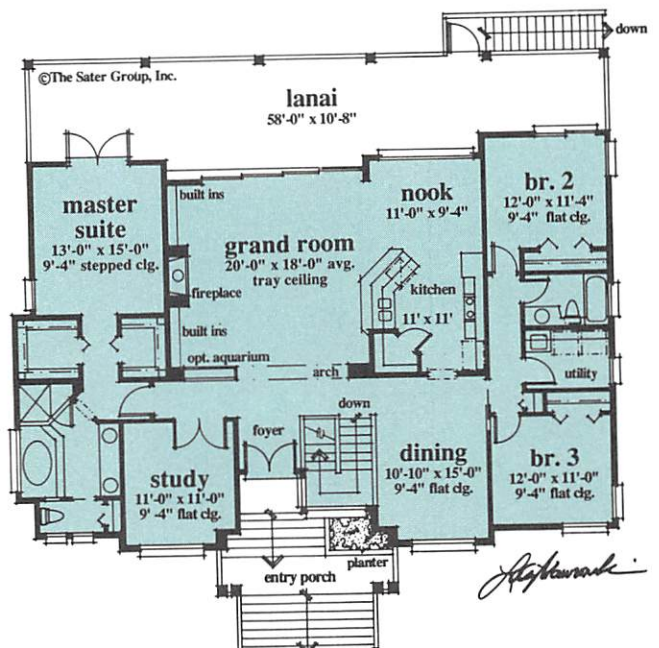 down
©The Sater Group, Inc.
lanai
58'-0" x 10'-8"
built ins
nook
11'-0" x 9'-4"
br. 2
12'-0" x 11'-4"
9'-4" flat clg.
master
suite
13'-0" x 15'-0"
9'-4" stepped clg.
grand room
20'-0" x 18'-0" avg.
tray ceiling
fireplace
kitchen
11' x 11'
built ins
opt. aquarium
arch
utility
down
foyer
study
11'-0" x 11'-0"
9' -4" flat clg.
dining
10'-10" x 15'-0"
9'-4" flat clg.
br. 3
12'-0" x 11'-0"
9'-4" flat clg.
planter
entry porch